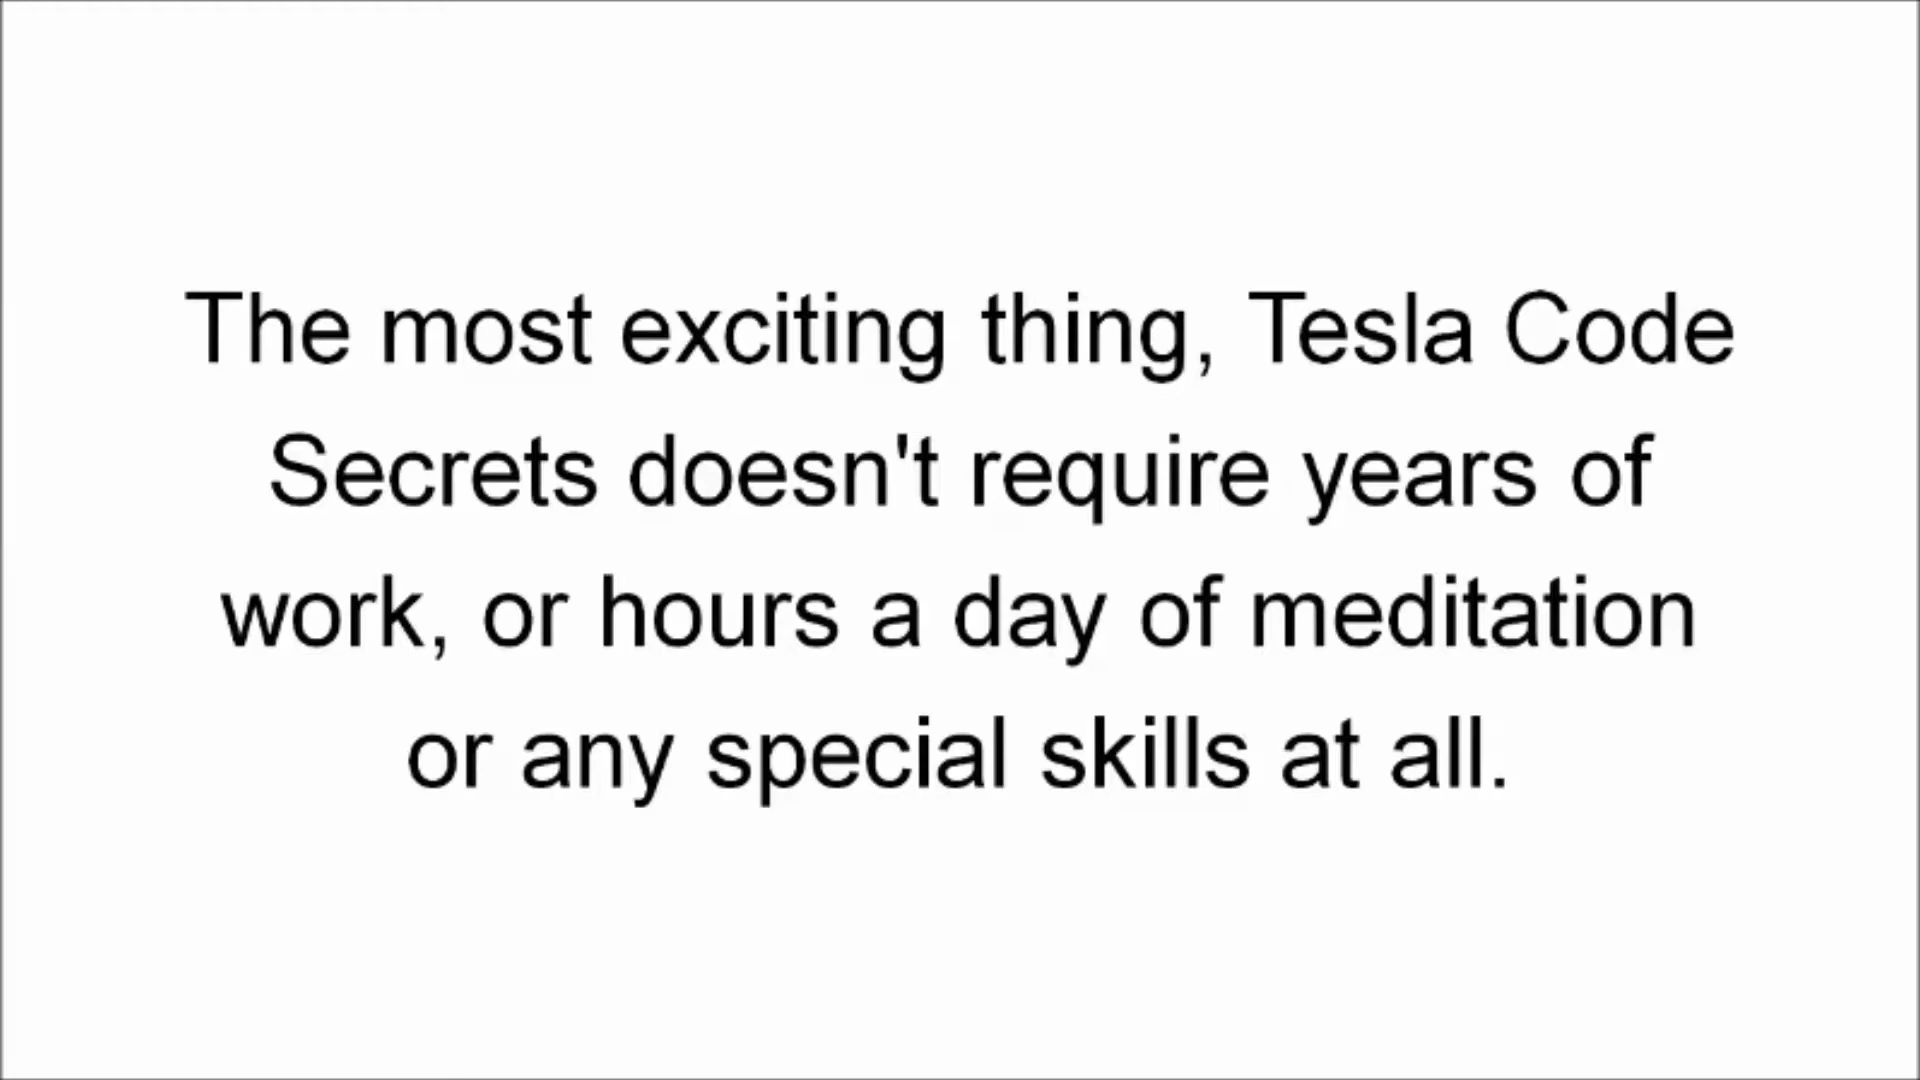 The most exciting thing, Tesla Code
Secrets doesn't require years of
work, or hours a day of meditation
or any special skills at all.